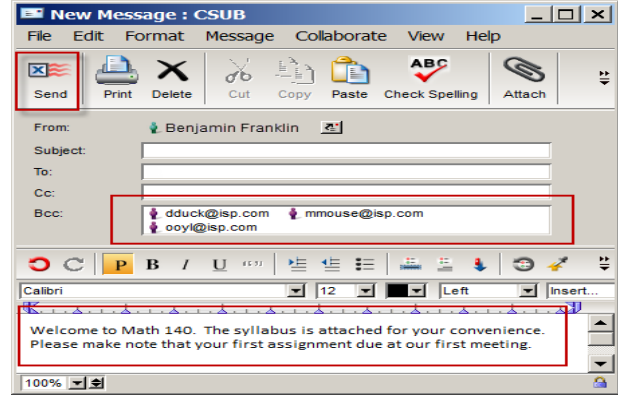 New Message : CSUB
File Edit Format Message Collaborate View Help
ABC
Send Print Delete Cut Copy Paste Check Spelling Attach
From: Benjamin Franklin
Subject:
To:
Cc:
Bcc: dduck@isp.com mmouse@isp.com
ooyl@isp.com
P B I U
Calibri 12 Left Insert...
Welcome to Math 140. The syllabus is attached for your convenience.
Please make note that your first assignment due at our first meeting.
100%